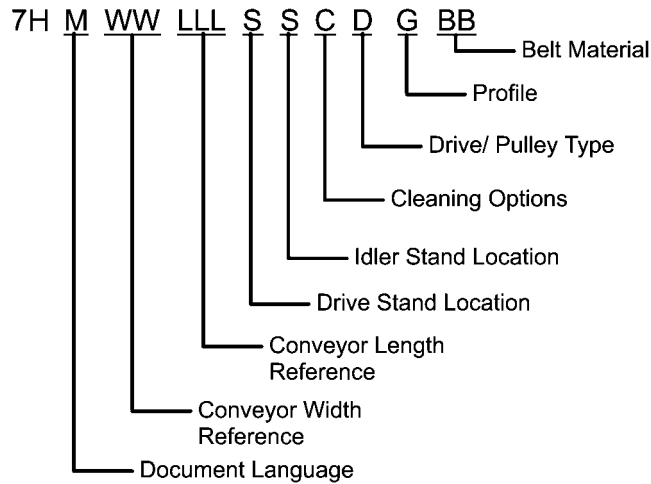 7H M WW LLL S S C D G BB
Belt Material
Profile
Drive/ Pulley Type
Cleaning Options
Idler Stand Location
Drive Stand Location
Conveyor Length
Reference
Conveyor Width
Reference
Document Language